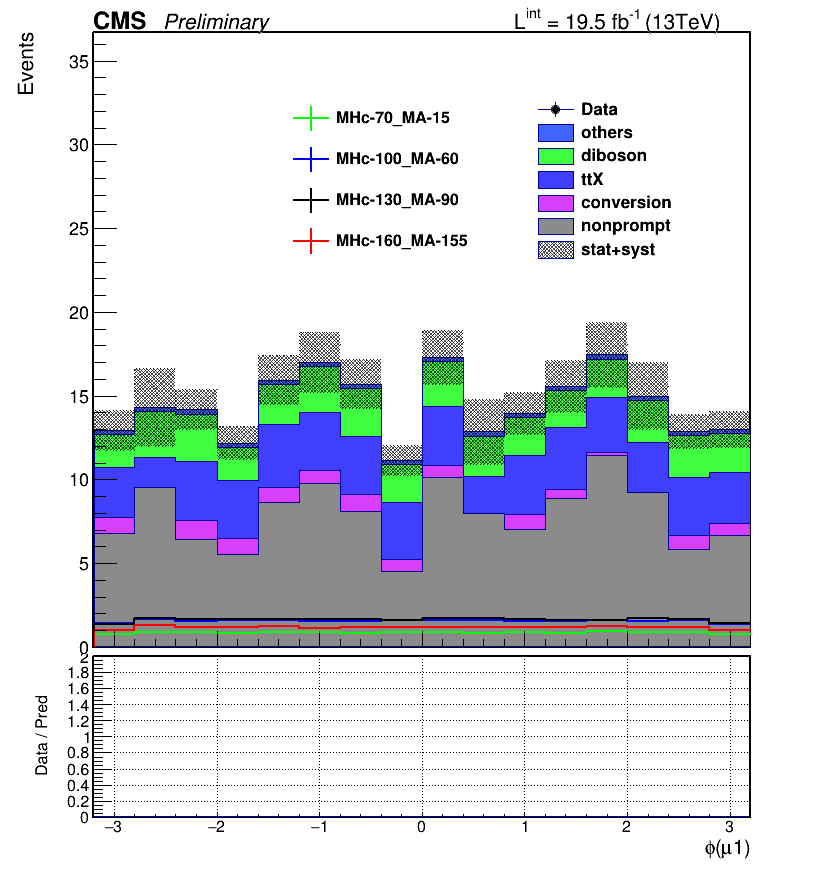 CMS Preliminary
L^int = 19.5 fb^-1 (13TeV)
Events
35
30
25
20
15
10
5
0
MHc-70_MA-15
MHc-100_MA-60
MHc-130_MA-90
MHc-160_MA-155
Data
others
diboson
ttX
conversion
nonprompt
stat+syst
Data / Pred
2
1.8
1.6
1.4
1.2
1
0.8
0.6
0.4
0.2
0
−3 −2 −1 0 1 2 3
ϕ(μ1)